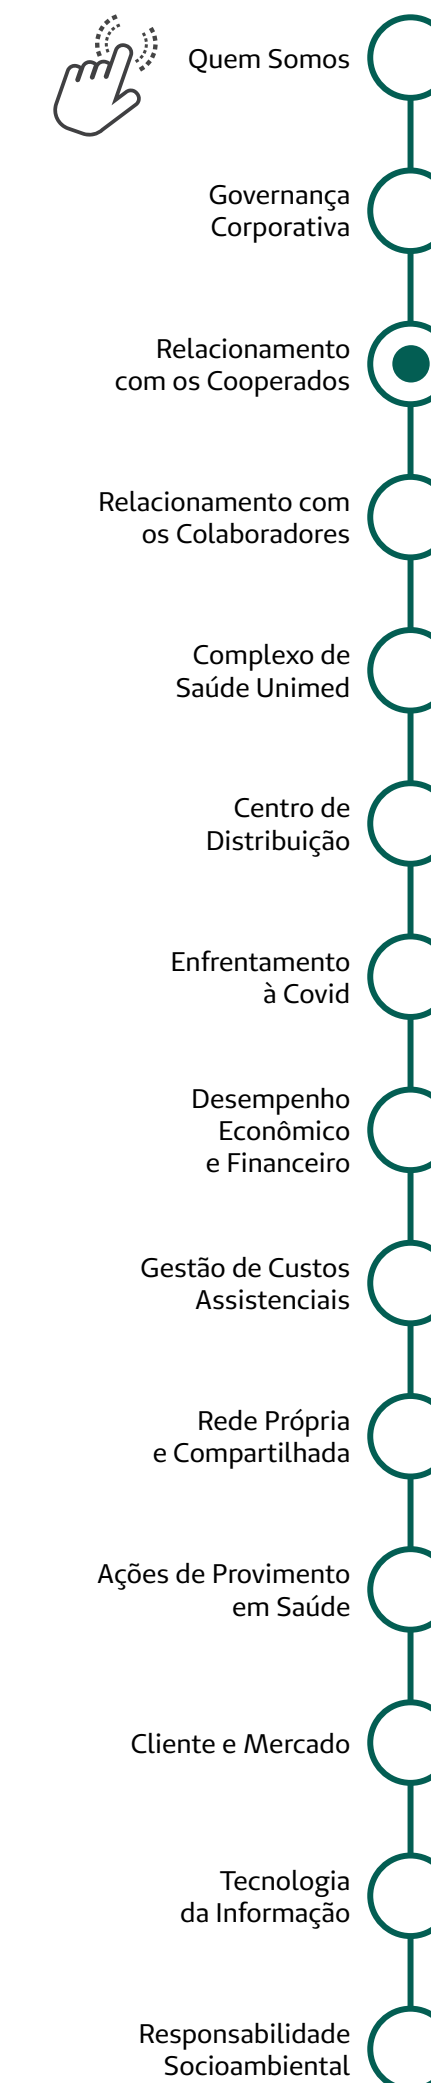 Quem Somos
Governança
Corporativa
Relacionamento
com os Cooperados
Relacionamento com
os Colaboradores
Complexo de
Saúde Unimed
Centro de
Distribuição
Enfrentamento
à Covid
Desempenho
Econômico
e Financeiro
Gestão de Custos
Assistenciais
Rede Própria
e Compartilhada
Ações de Provimento
em Saúde
Cliente e Mercado
Tecnologia
da Informação
Responsabilidade
Socioambiental